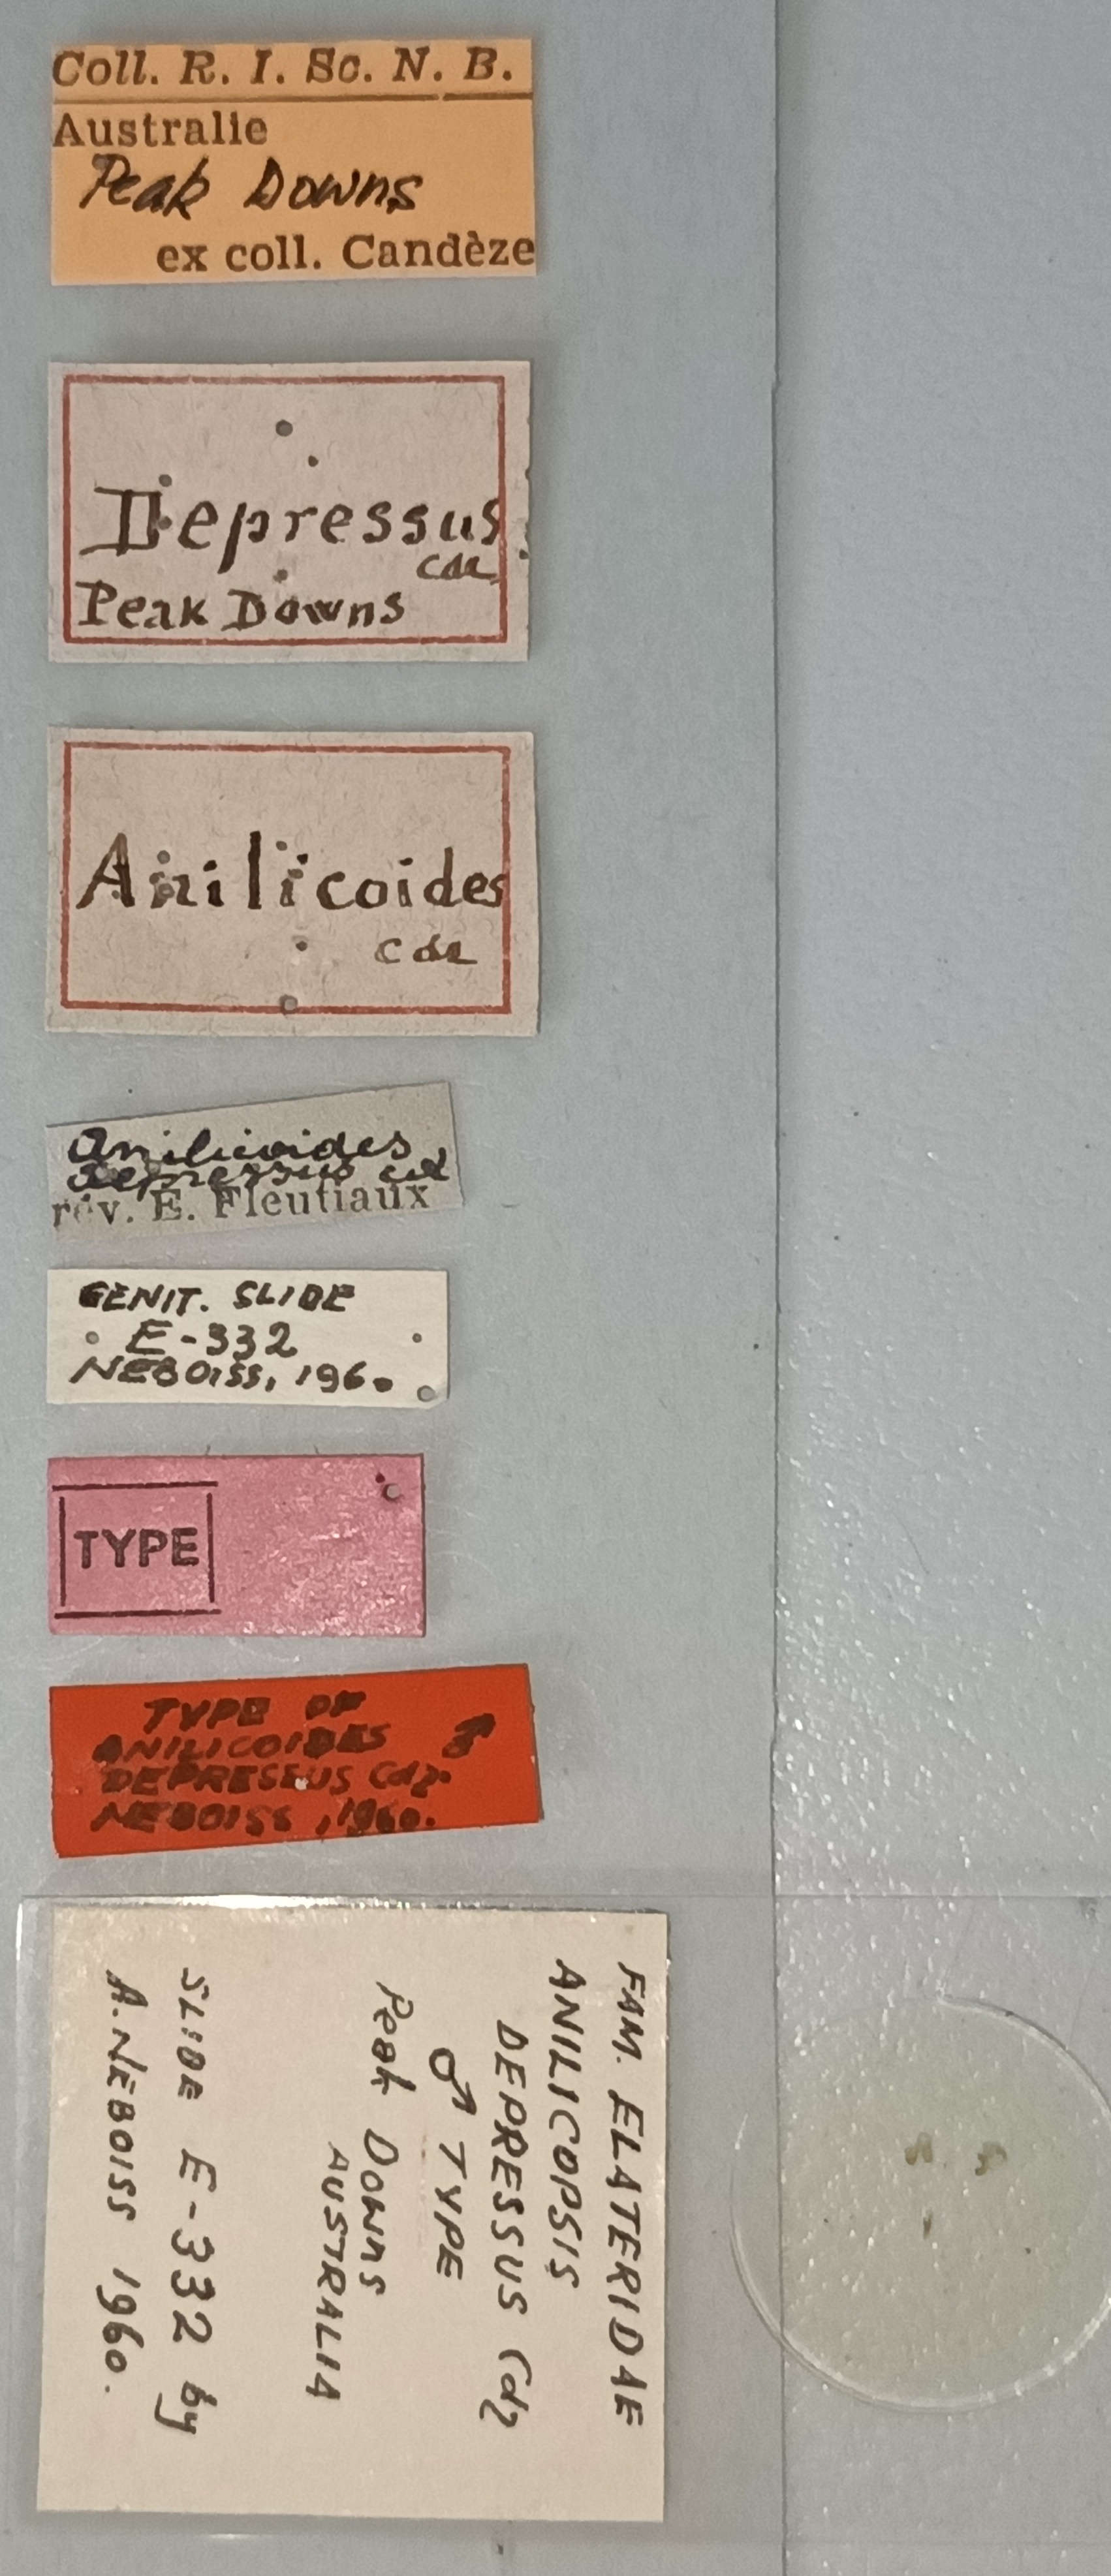 Coll. R. I. Sc. N. B.
Australie
Peak Downs
ex coll. Candèze
Depressus
Cdz
Peak Downs
Anilicoides
Cdz
Anilicoides
depressus cd
rév. E. Fleutiaux
GENIT. SLIDE
E-332
NEBOISS, 1960
TYPE
TYPE OF
ANILICOIDES ♂
DEPRESSUS Cdz.
NEBOISS, 1960.
FAM. ELATERIDAE
ANILICOPSIS
DEPRESSUS Cdz
♂ TYPE
Peak Downs
AUSTRALIA
SLIDE E-332 by
A. NEBOISS 1960.